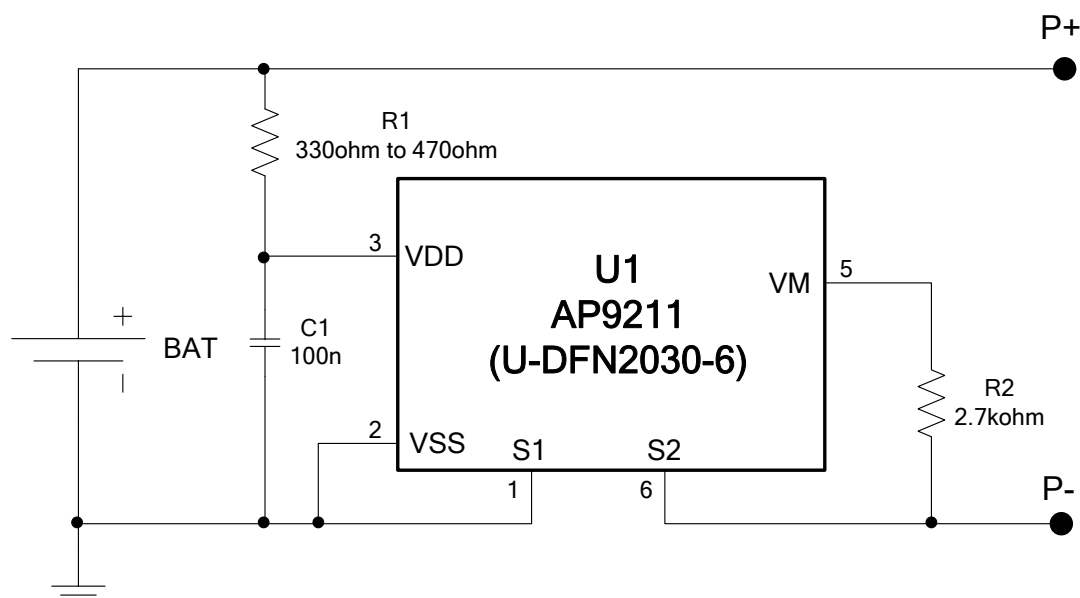 P+
R1
330ohm to 470ohm
3
VDD
U1
AP9211
(U-DFN2030-6)
VM
5
+
BAT
C1
100n
R2
2.7kohm
2
VSS
S1
S2
1
6
P-